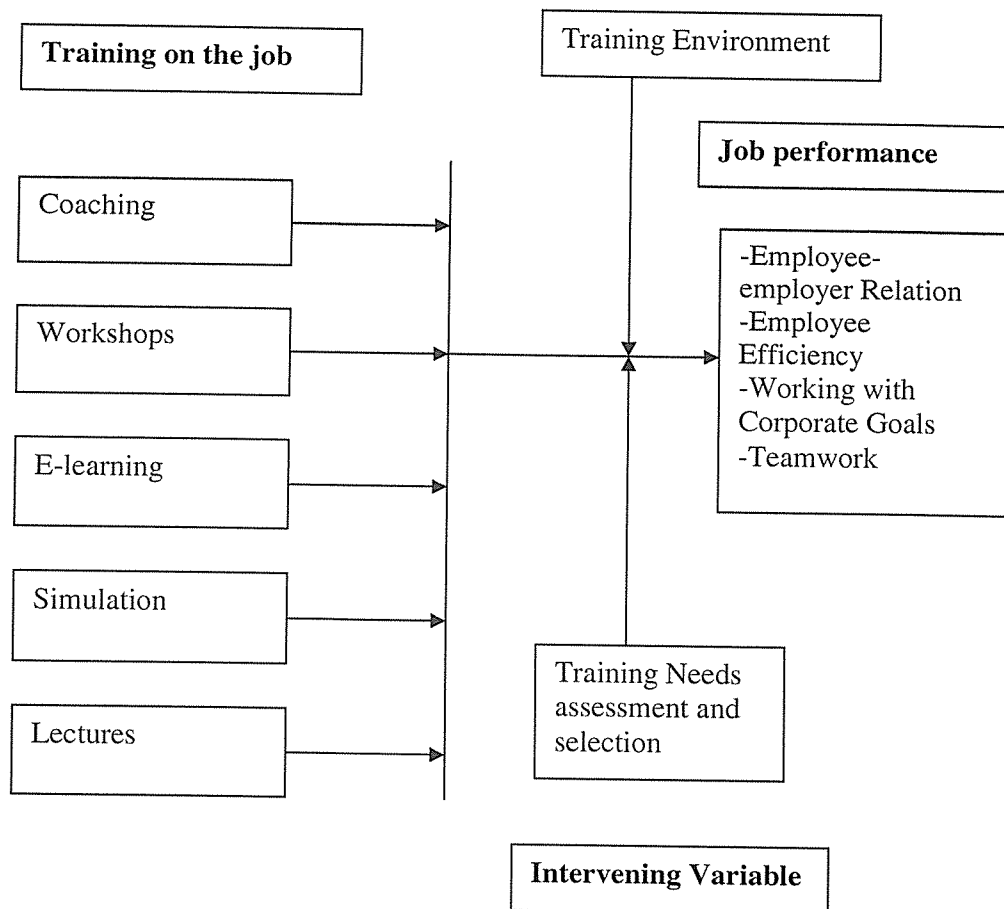 Training on the job
Training Environment
Job performance
Coaching
Workshops
E-learning
Simulation
Lectures
-Employee-
employer Relation
-Employee
Efficiency
-Working with
Corporate Goals
-Teamwork
Training Needs
assessment and
selection
Intervening Variable